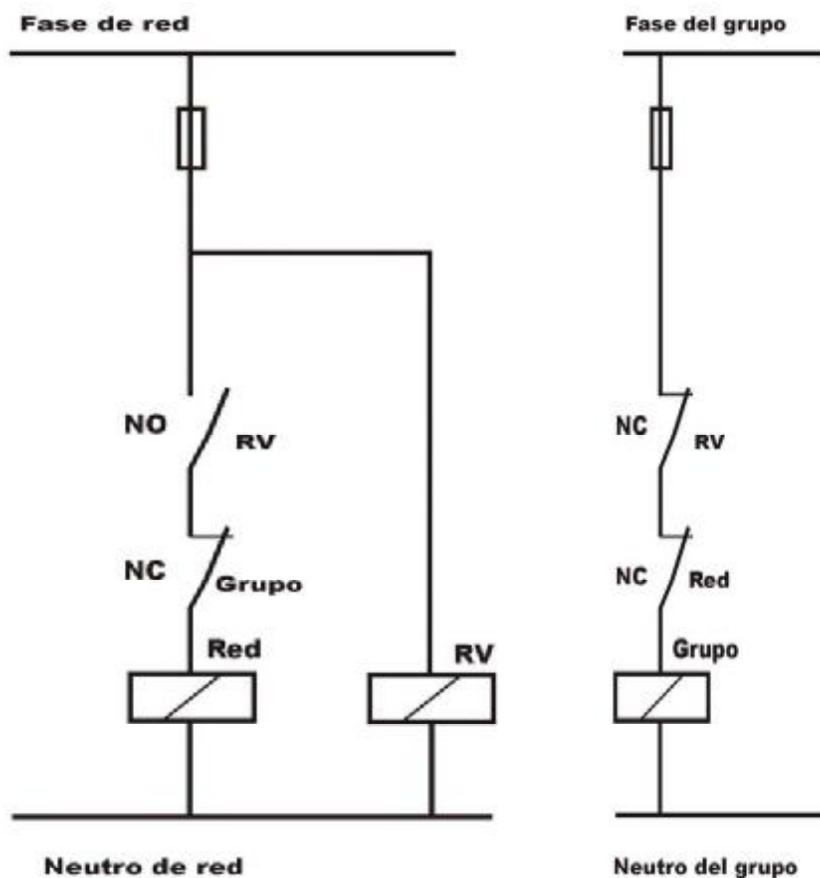 Fase de red
Fase del grupo
NO
RV
NC
RV
NC
Grupo
NC
Red
Red
RV
Grupo
Neutro de red
Neutro del grupo